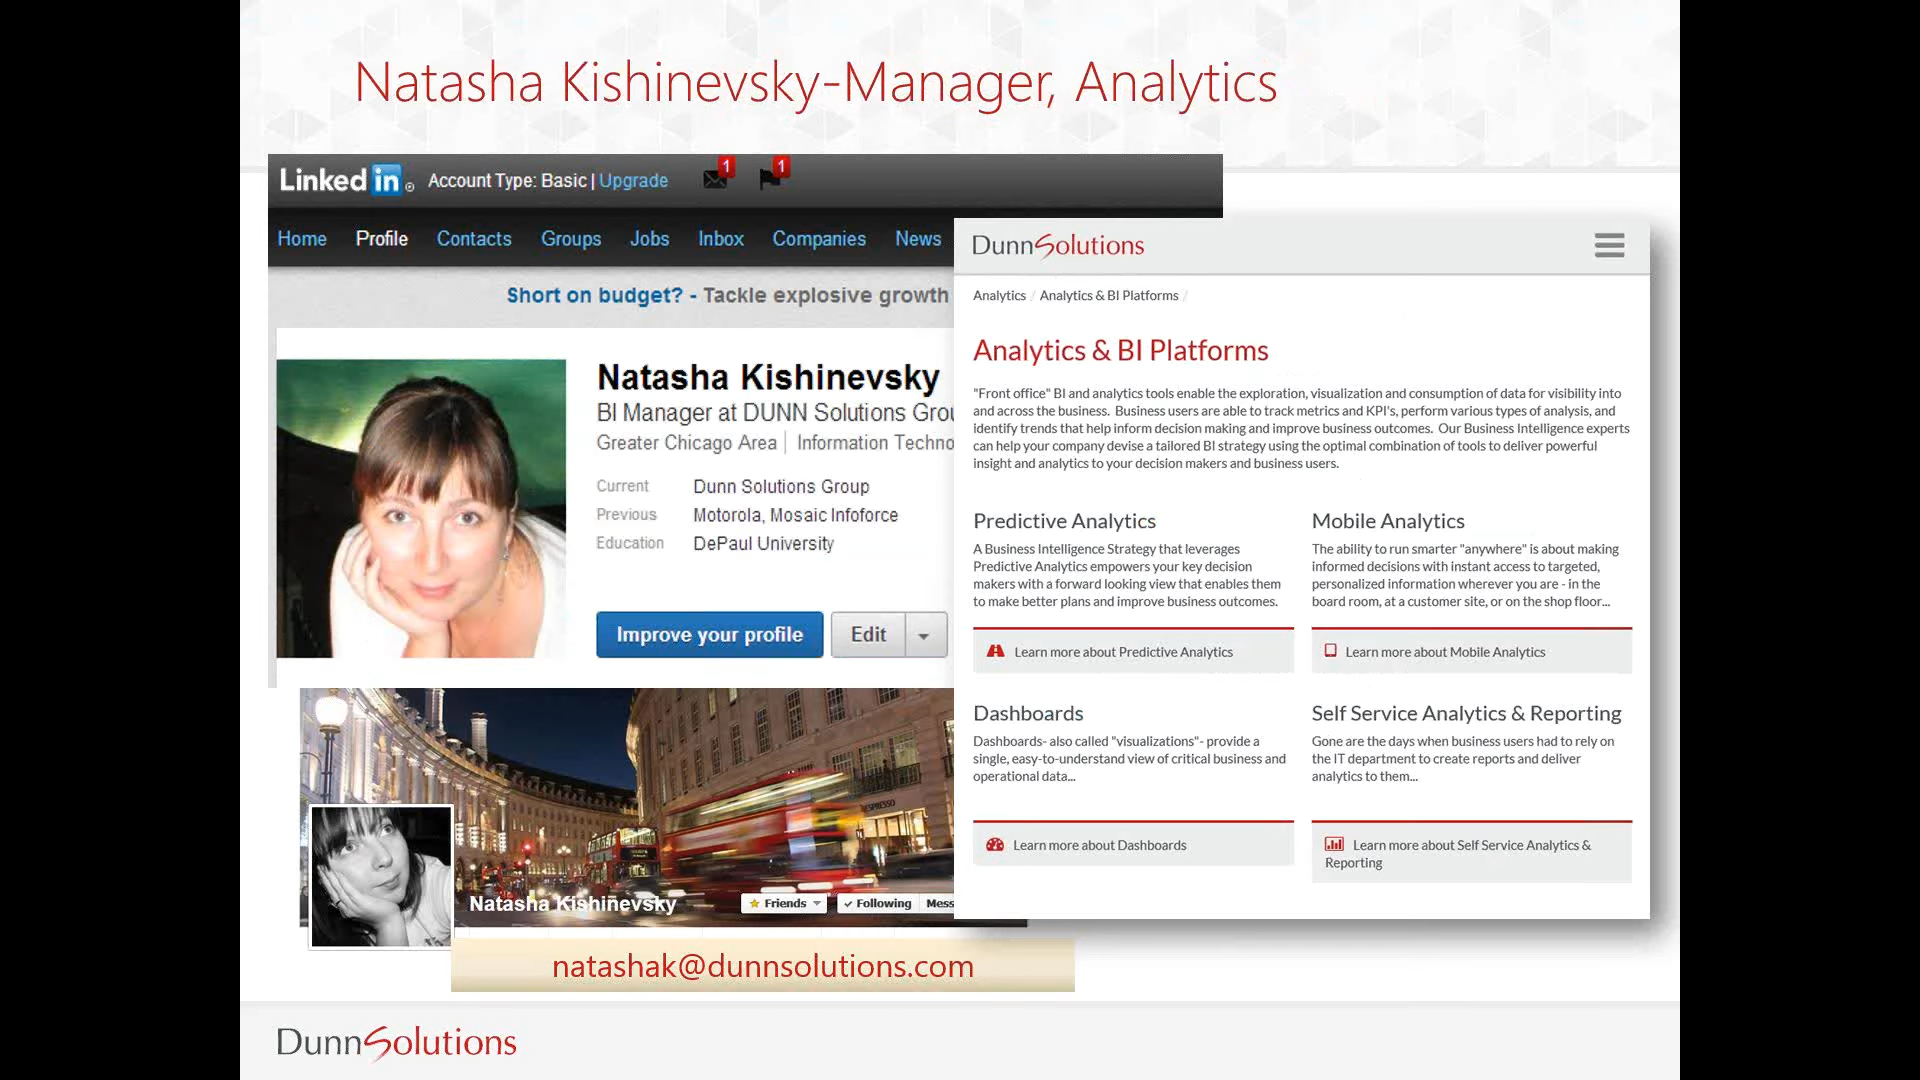 Natasha Kishinevsky-Manager, Analytics
Linked in Account Type: Basic | Upgrade 1 1
Home Profile Contacts Groups Jobs Inbox Companies News
Short on budget? - Tackle explosive growth
Natasha Kishinevsky
BI Manager at DUNN Solutions Grou
Greater Chicago Area | Information Techno
Current Dunn Solutions Group
Previous Motorola, Mosaic Infoforce
Education DePaul University
Improve your profile Edit
ESPRESSO
Natasha Kishinevsky Friends Following Mess
natashak@dunnsolutions.com
DunnSolutions
Analytics / Analytics & BI Platforms /
Analytics & BI Platforms
"Front office" BI and analytics tools enable the exploration, visualization and consumption of data for visibility into
and across the business. Business users are able to track metrics and KPI's, perform various types of analysis, and
identify trends that help inform decision making and improve business outcomes. Our Business Intelligence experts
can help your company devise a tailored BI strategy using the optimal combination of tools to deliver powerful
insight and analytics to your decision makers and business users.
Predictive Analytics
A Business Intelligence Strategy that leverages
Predictive Analytics empowers your key decision
makers with a forward looking view that enables them
to make better plans and improve business outcomes.
Learn more about Predictive Analytics
Mobile Analytics
The ability to run smarter "anywhere" is about making
informed decisions with instant access to targeted,
personalized information wherever you are - in the
board room, at a customer site, or on the shop floor...
Learn more about Mobile Analytics
Dashboards
Dashboards- also called "visualizations"- provide a
single, easy-to-understand view of critical business and
operational data...
Learn more about Dashboards
Self Service Analytics & Reporting
Gone are the days when business users had to rely on
the IT department to create reports and deliver
analytics to them...
Learn more about Self Service Analytics &
Reporting
DunnSolutions